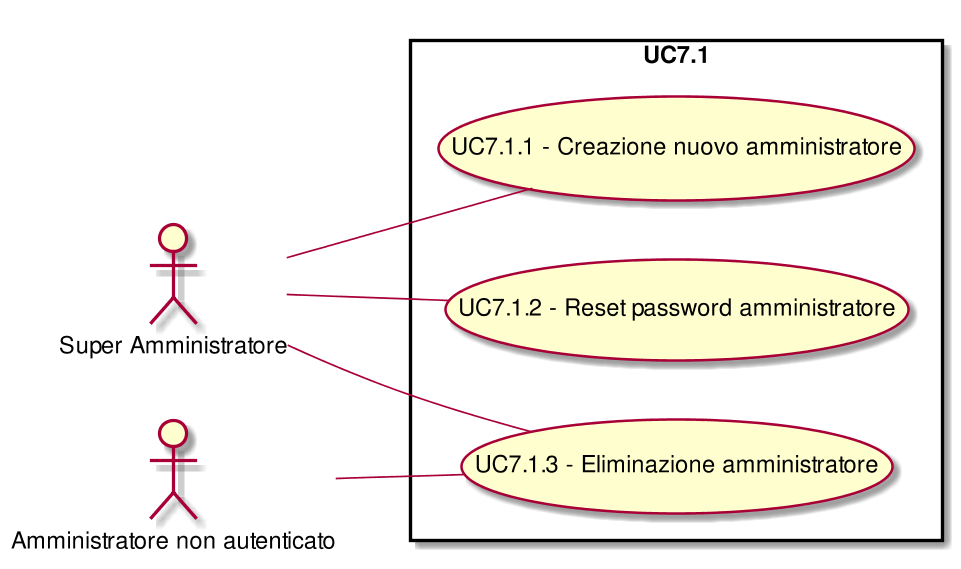 UC7.1
UC7.1.1 - Creazione nuovo amministratore
UC7.1.2 - Reset password amministratore
Super Amministratore
UC7.1.3 - Eliminazione amministratore
Amministratore non autenticato